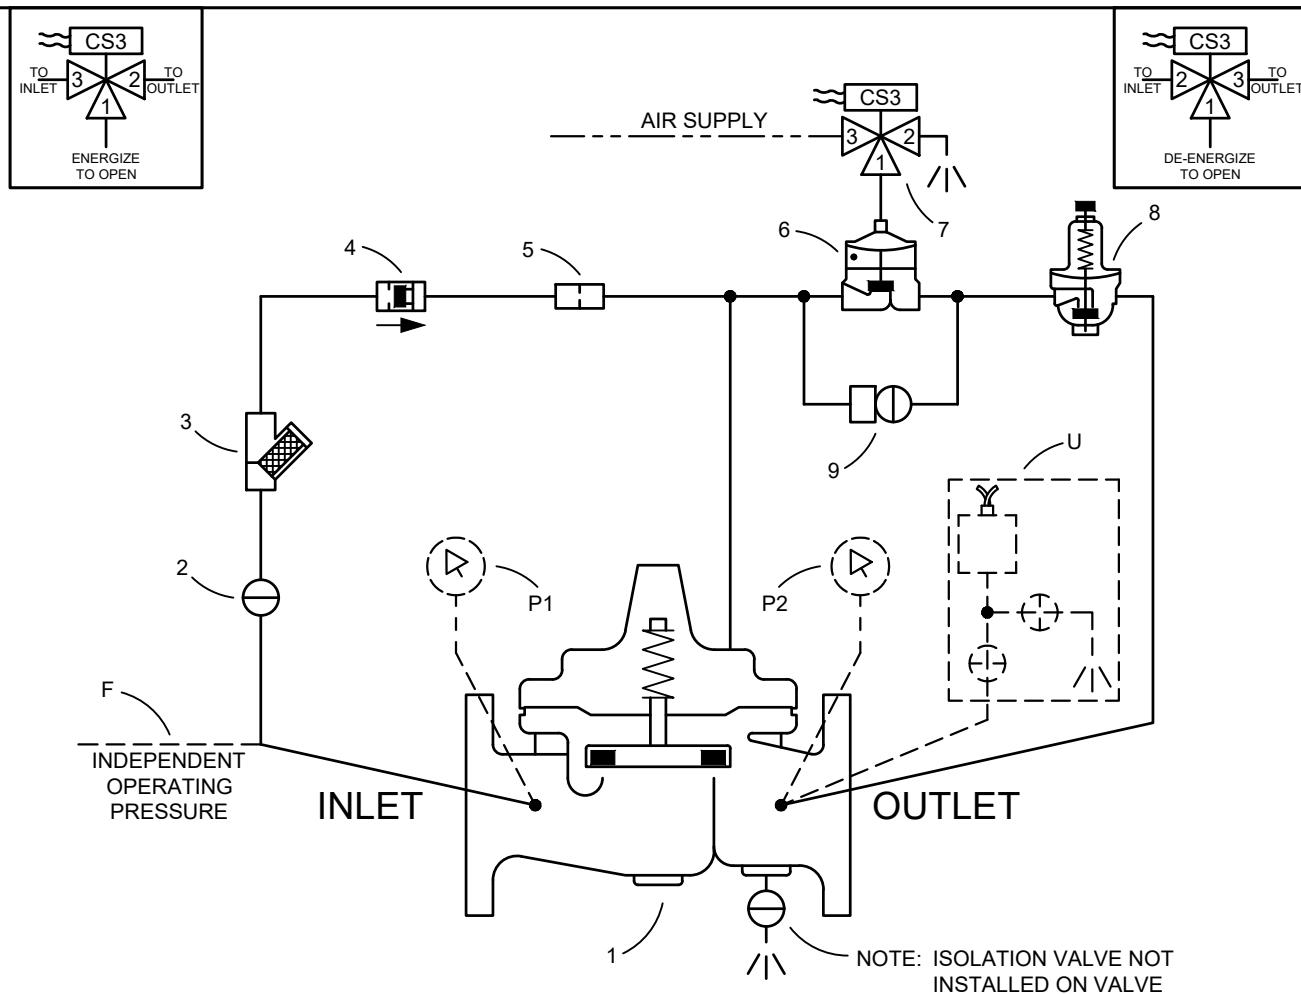 CS3
TO
INLET
3
2
TO
OUTLET
1
ENERGIZE
TO OPEN
AIR SUPPLY
CS3
3
2
1
7
CS3
TO
INLET
2
3
TO
OUTLET
1
DE-ENERGIZE
TO OPEN
4
5
6
8
3
9
U
2
P1
P2
F
INDEPENDENT
OPERATING
PRESSURE
INLET
OUTLET
1
NOTE: ISOLATION VALVE NOT
INSTALLED ON VALVE